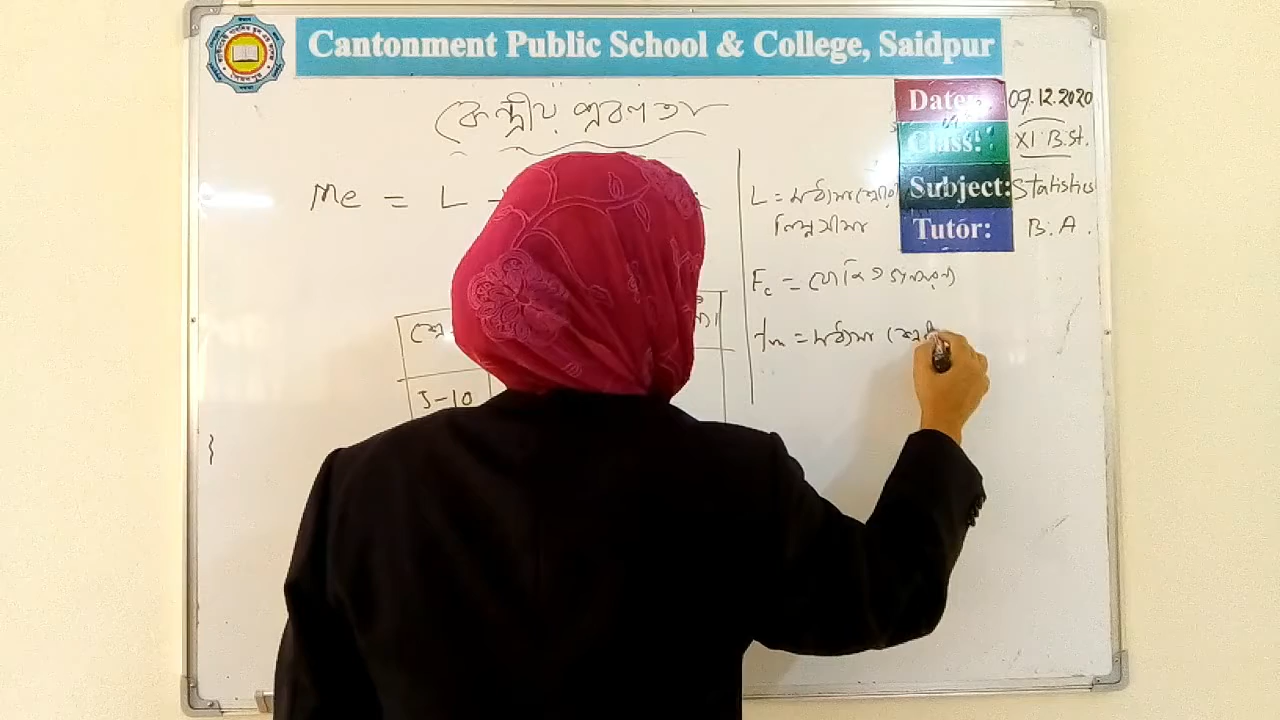 Cantonment Public School & College, Saidpur
কেন্দ্রীয় প্রবণতা
Date: 09.12.2020
Class: XI B.St.
Subject: Statistics
Tutor: B.A.
Me = L
L = মধ্যমা শ্রেণীর
নিম্নসীমা
Fc = যোজিত গনসংখ্যা
fm = মধ্যমা শ্রেণী
শ্রে
5-10